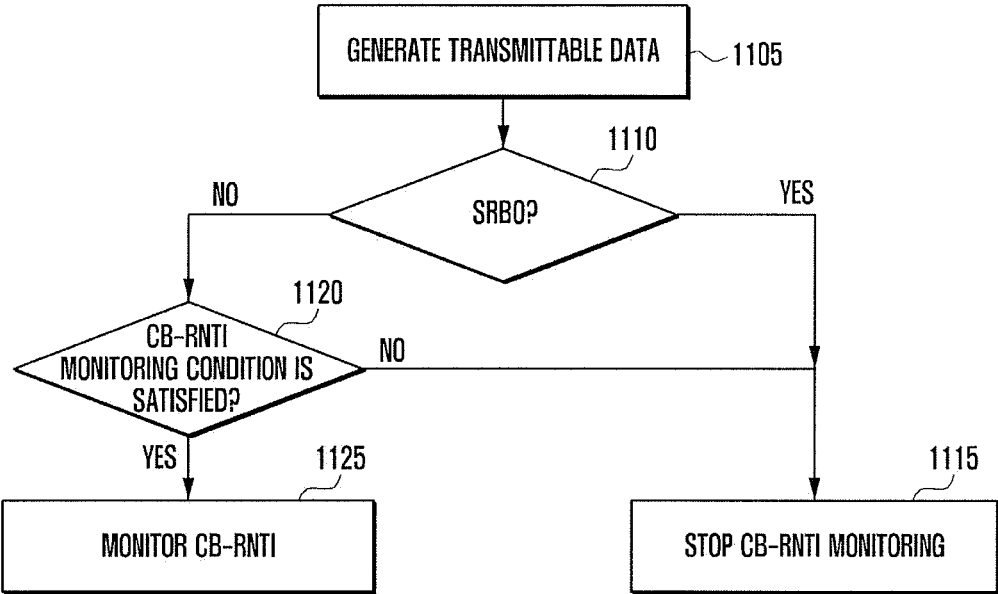 GENERATE TRANSMITTABLE DATA
1105
1110
NO
SRB0?
YES
1120
CB-RNTI
MONITORING CONDITION IS
SATISFIED?
NO
YES
1125
1115
MONITOR CB-RNTI
STOP CB-RNTI MONITORING